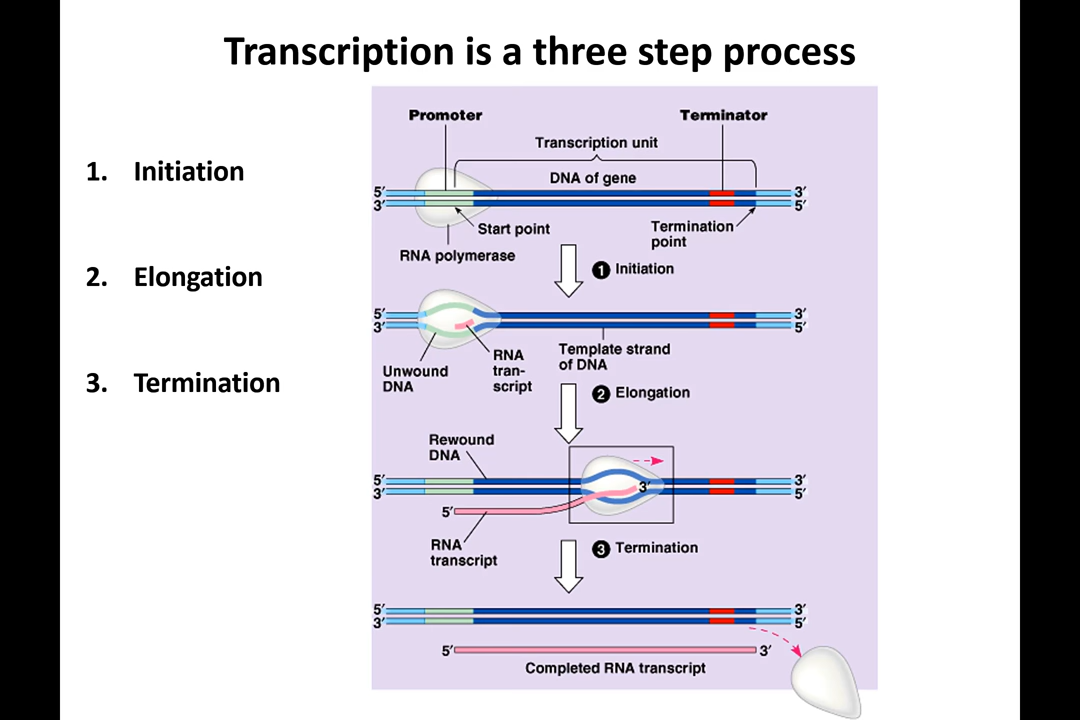 Transcription is a three step process
1. Initiation
2. Elongation
3. Termination
Promoter
Terminator
Transcription unit
DNA of gene
5′
3′
3′
5′
Start point
Termination
point
RNA polymerase
1 Initiation
5′
3′
3′
5′
Unwound
DNA
RNA
tran-
script
Template strand
of DNA
2 Elongation
Rewound
DNA
5′
3′
3′
3′
5′
5′
RNA
transcript
3 Termination
5′
3′
3′
5′
5′
3′
Completed RNA transcript